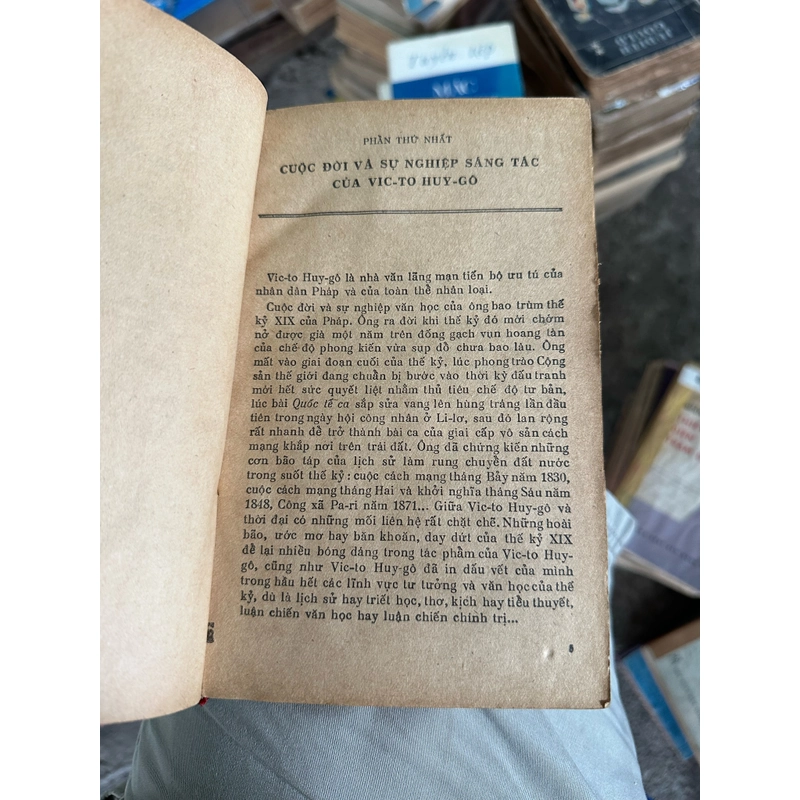 PHẦN THỨ NHẤT
CUỘC ĐỜI VÀ SỰ NGHIỆP SÁNG TÁC
CỦA VIC-TO HUY-GÔ
Vic-to Huy-gô là nhà văn lãng mạn tiến bộ ưu tú của
nhân dân Pháp và của toàn thể nhân loại.
Cuộc đời và sự nghiệp văn học của ông bao trùm thế
kỷ XIX của Pháp. Ông ra đời khi thế kỷ đó mới chớm
nở được già một năm trên đống gạch vụn hoang tàn
của chế độ phong kiến vừa sụp đổ chưa bao lâu. Ông
mất vào giai đoạn cuối của thế kỷ, lúc phong trào Cộng
sản thế giới đang chuẩn bị bước vào thời kỳ đấu tranh
mới hết sức quyết liệt nhằm thủ tiêu chế độ tư bản,
lúc bài Quốc tế ca sắp sửa vang lên hùng tráng lần đầu
tiên trong ngày hội công nhân ở Li-lơ, sau đó lan rộng
rất nhanh để trở thành bài ca của giai cấp vô sản cách
mạng khắp nơi trên trái đất. Ông đã chứng kiến những
cơn bão táp của lịch sử làm rung chuyển đất nước
trong suốt thế kỷ : cuộc cách mạng tháng Bảy năm 1830,
cuộc cách mạng tháng Hai và khởi nghĩa tháng Sáu năm
1848, Công xã Pa-ri năm 1871... Giữa Vic-to Huy-gô và
thời đại có những mối liên hệ rất chặt chẽ. Những hoài
bão, ước mơ hay băn khoăn, day dứt của thế kỷ XIX
để lại nhiều bóng dáng trong tác phẩm của Vic-to Huy-
gô, cũng như Vic-to Huy-gô đã in dấu vết của mình
trong hầu hết các lĩnh vực tư tưởng và văn học của thế
kỷ, dù là lịch sử hay triết học, thơ, kịch hay tiểu thuyết,
luận chiến văn học hay luận chiến chính trị...
5